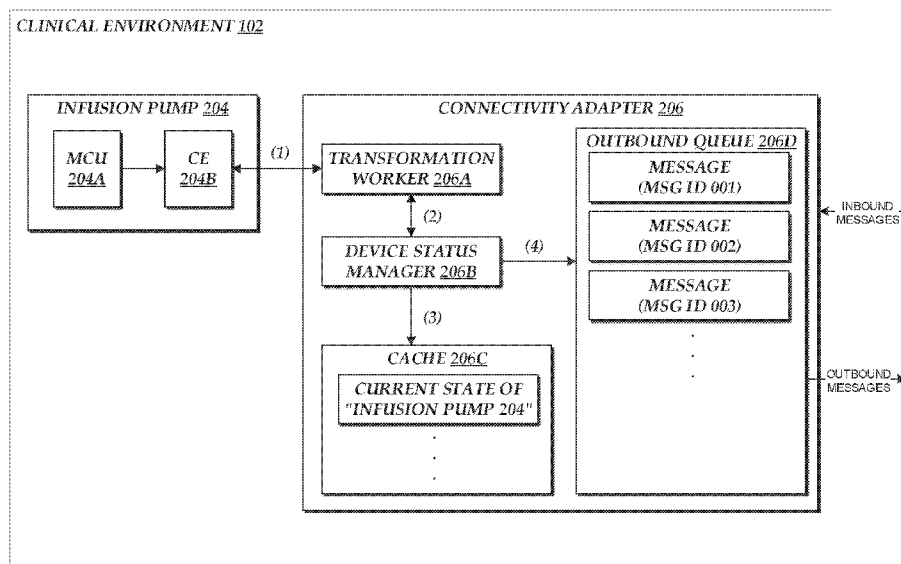 CLINICAL ENVIRONMENT 102
INFUSION PUMP 204
MCU
204A
CE
204B
(1)
CONNECTIVITY ADAPTER 206
TRANSFORMATION
WORKER 206A
(2)
DEVICE STATUS
MANAGER 206B
(3)
(4)
CACHE 206C
CURRENT STATE OF
"INFUSION PUMP 204"
OUTBOUND QUEUE 206D
MESSAGE
(MSG ID 001)
MESSAGE
(MSG ID 002)
MESSAGE
(MSG ID 003)
INBOUND
MESSAGES
OUTBOUND
MESSAGES